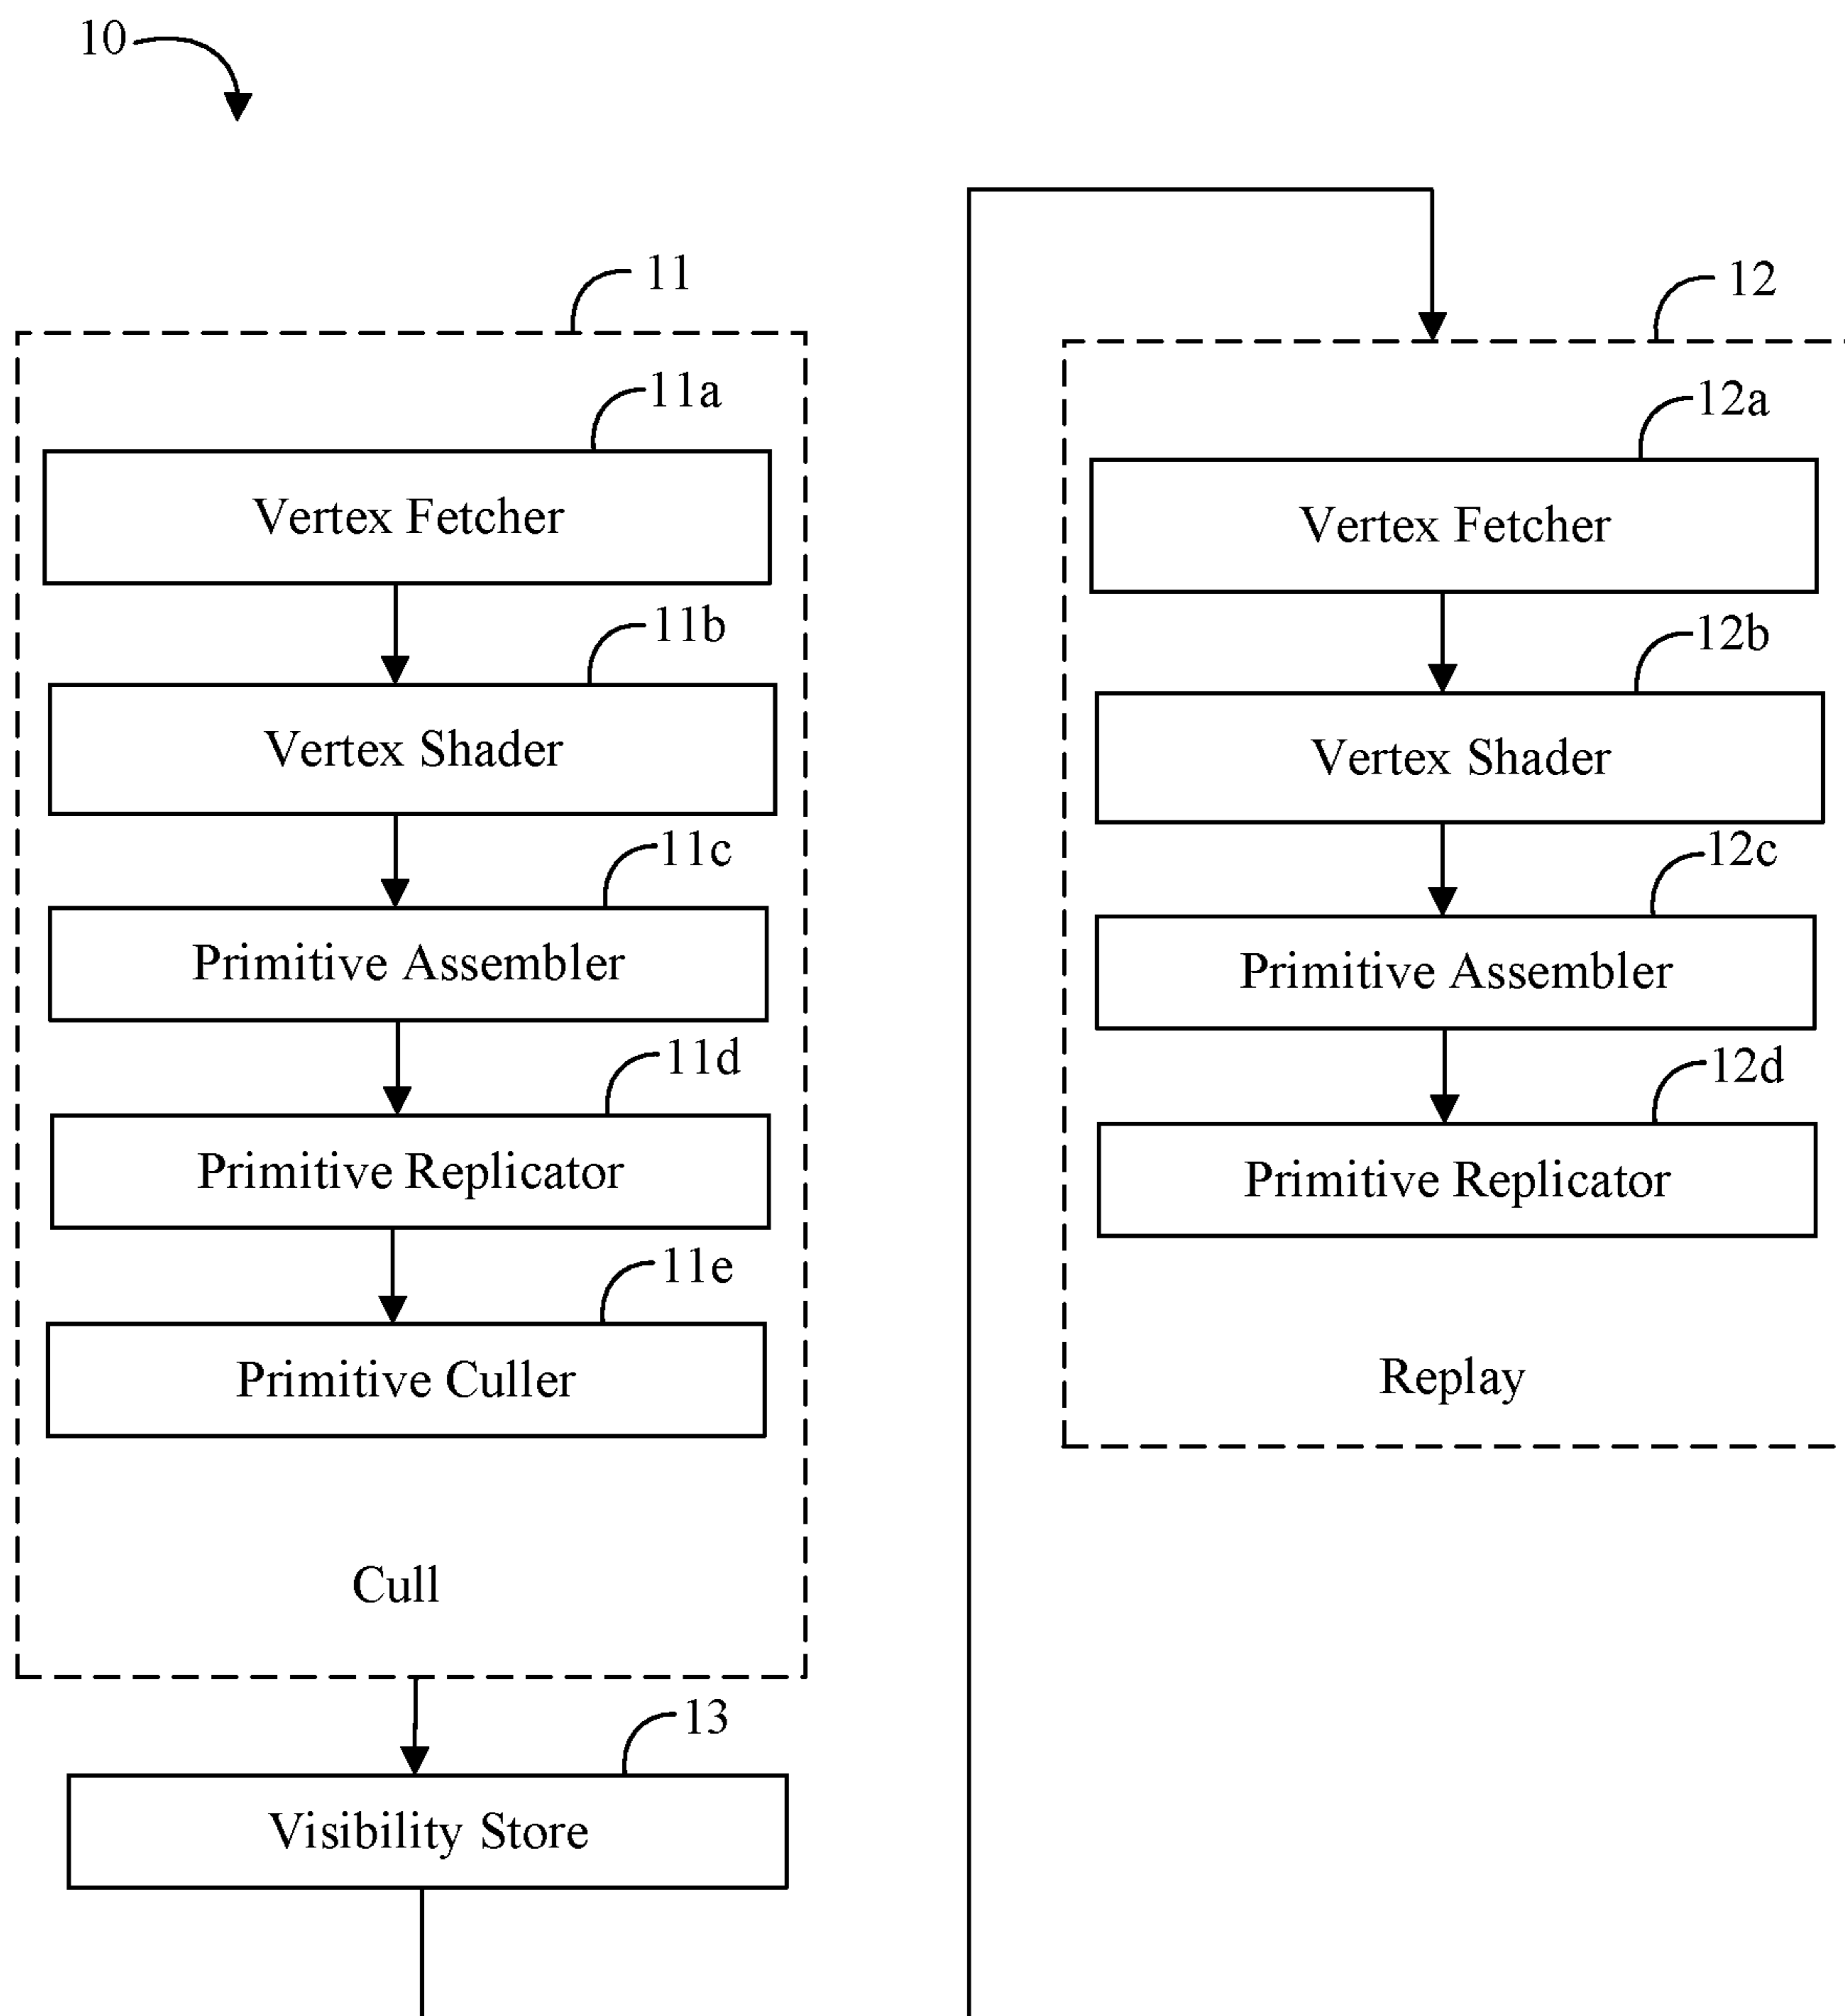 10
11
11a
Vertex Fetcher
11b
Vertex Shader
11c
Primitive Assembler
11d
Primitive Replicator
11e
Primitive Culler
Cull
13
Visibility Store
12
12a
Vertex Fetcher
12b
Vertex Shader
12c
Primitive Assembler
12d
Primitive Replicator
Replay